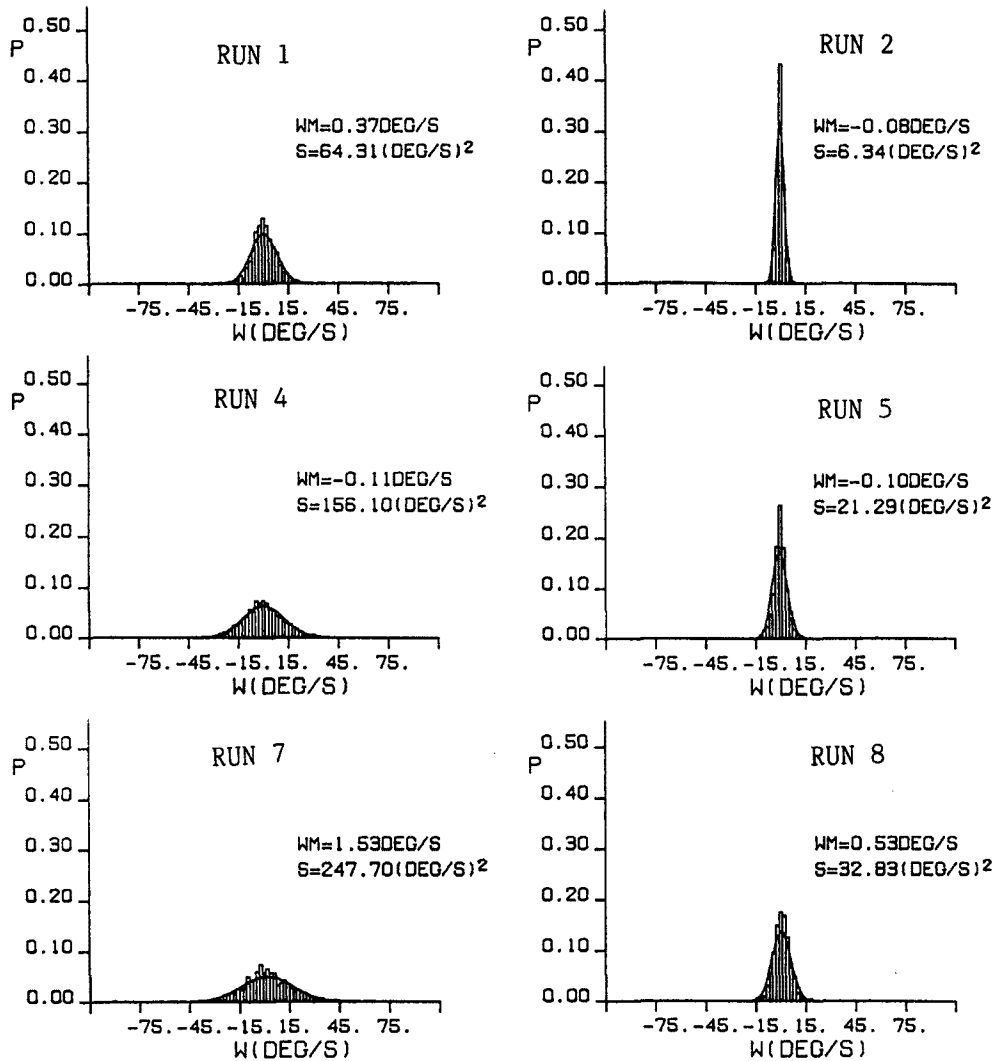 0.50
P
RUN 1
0.40
0.30
WM=0.37DEG/S
S=64.31(DEG/S)²
0.20
0.10
0.00
-75. -45. -15. 15. 45. 75.
W(DEG/S)
0.50
P
RUN 2
0.40
0.30
WM=-0.08DEG/S
S=6.34(DEG/S)²
0.20
0.10
0.00
-75. -45. -15. 15. 45. 75.
W(DEG/S)
0.50
P
RUN 4
0.40
0.30
WM=-0.11DEG/S
S=156.10(DEG/S)²
0.20
0.10
0.00
-75. -45. -15. 15. 45. 75.
W(DEG/S)
0.50
P
RUN 5
0.40
0.30
WM=-0.10DEG/S
S=21.29(DEG/S)²
0.20
0.10
0.00
-75. -45. -15. 15. 45. 75.
W(DEG/S)
0.50
P
RUN 7
0.40
0.30
WM=1.53DEG/S
S=247.70(DEG/S)²
0.20
0.10
0.00
-75. -45. -15. 15. 45. 75.
W(DEG/S)
0.50
P
RUN 8
0.40
0.30
WM=0.53DEG/S
S=32.83(DEG/S)²
0.20
0.10
0.00
-75. -45. -15. 15. 45. 75.
W(DEG/S)